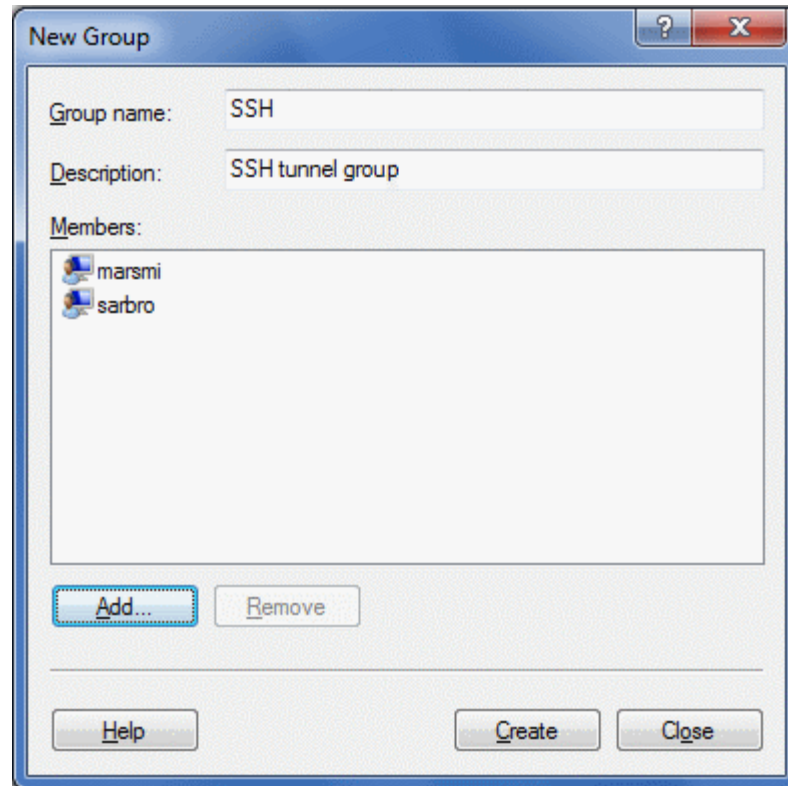 New Group
Group name: SSH
Description: SSH tunnel group
Members:
marsmi
sarbro
Add... Remove
Help Create Close